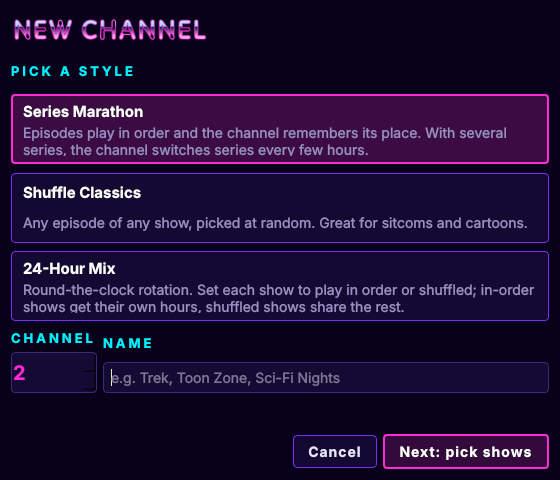 NEW CHANNEL
PICK A STYLE
Series Marathon
Episodes play in order and the channel remembers its place. With several
series, the channel switches series every few hours.
Shuffle Classics
Any episode of any show, picked at random. Great for sitcoms and cartoons.
24-Hour Mix
Round-the-clock rotation. Set each show to play in order or shuffled; in-order
shows get their own hours, shuffled shows share the rest.
CHANNEL
NAME
2
e.g. Trek, Toon Zone, Sci-Fi Nights
Cancel
Next: pick shows